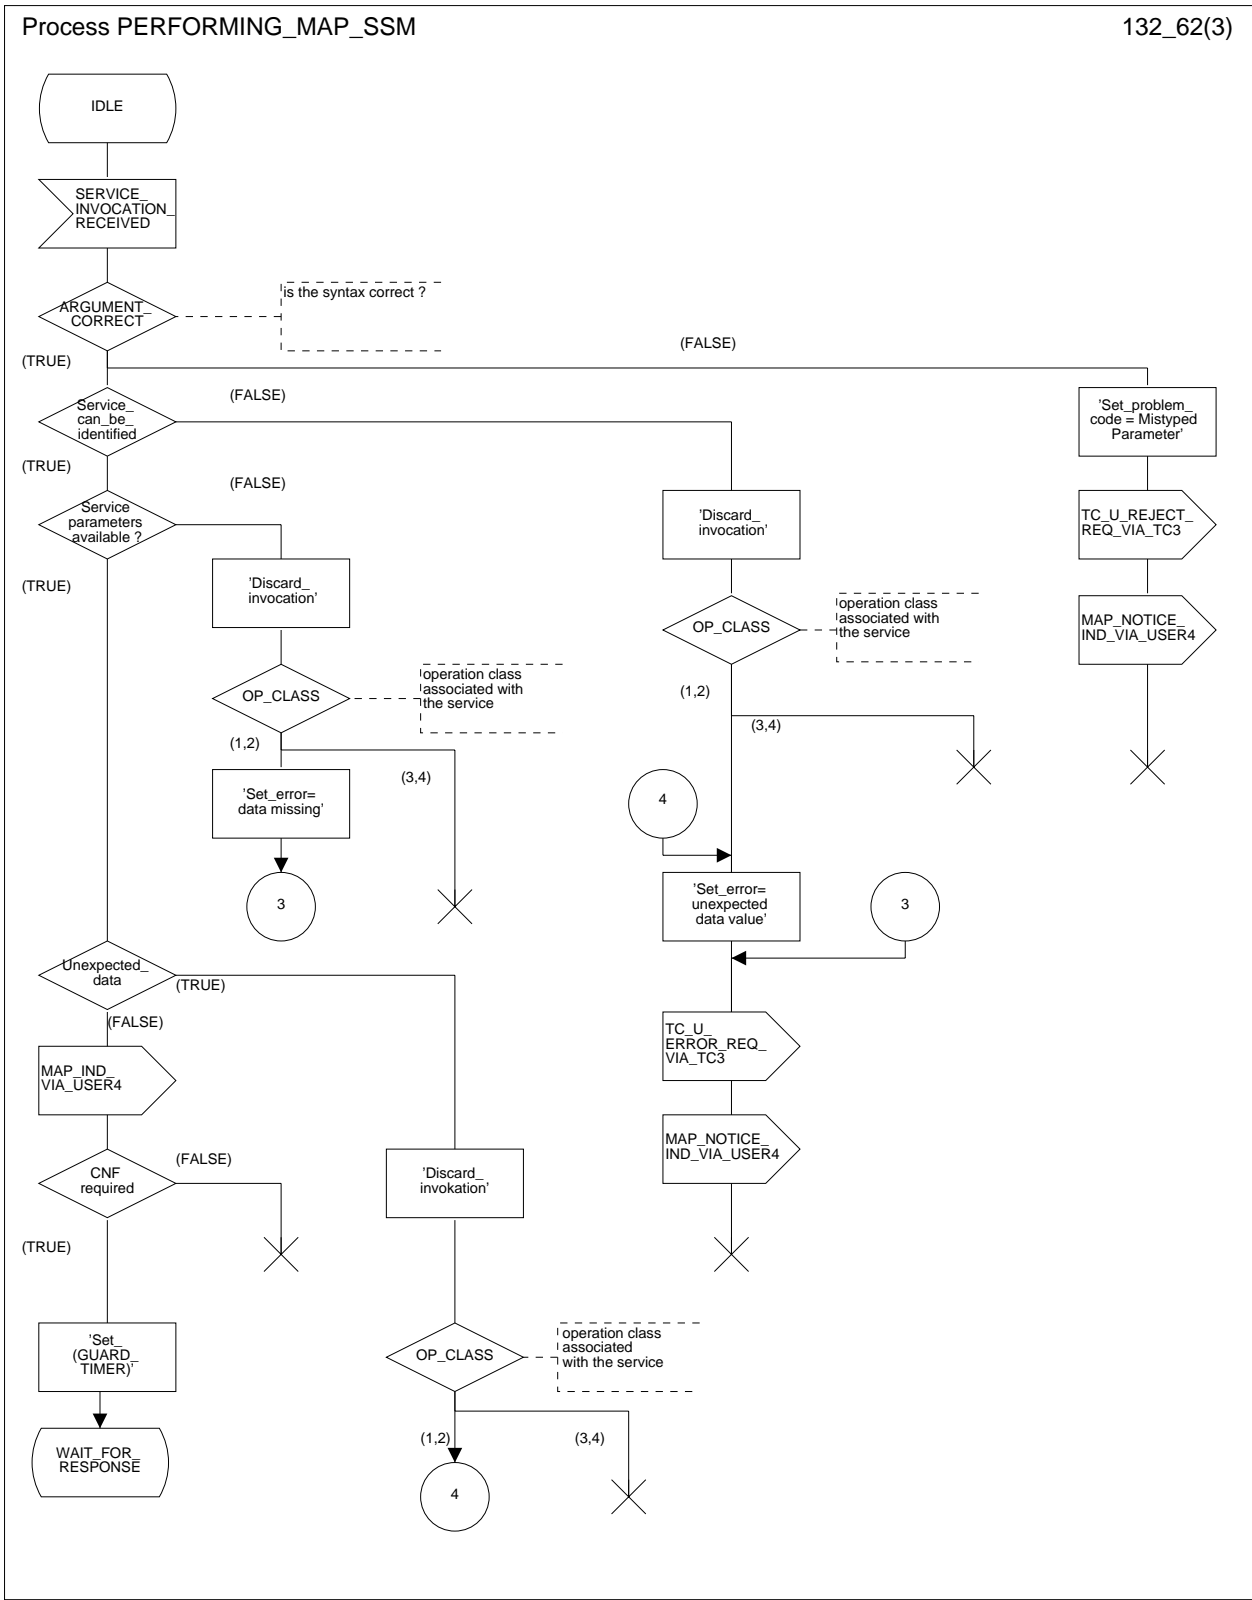 Process PERFORMING_MAP_SSM
132_62(3)
IDLE
SERVICE_
INVOCATION_
RECEIVED
ARGUMENT_
CORRECT
is the syntax correct ?
(TRUE)
(FALSE)
Service_
can_be_
identified
(FALSE)
'Set_problem_
code = Mistyped
Parameter'
(TRUE)
Service
parameters
available ?
(FALSE)
'Discard_
invocation'
TC_U_REJECT_
REQ_VIA_TC3
(TRUE)
'Discard_
invocation'
OP_CLASS
operation class
associated with
the service
MAP_NOTICE_
IND_VIA_USER4
OP_CLASS
operation class
associated with
the service
(1,2)
(3,4)
(1,2)
(3,4)
'Set_error=
data missing'
4
3
'Set_error=
unexpected
data value'
3
Unexpected_
data
(TRUE)
(FALSE)
TC_U_
ERROR_REQ_
VIA_TC3
MAP_IND_
VIA_USER4
MAP_NOTICE_
IND_VIA_USER4
CNF
required
(FALSE)
'Discard_
invokation'
(TRUE)
'Set_
(GUARD_
TIMER)'
OP_CLASS
operation class
associated
with the service
(1,2)
(3,4)
WAIT_FOR_
RESPONSE
4